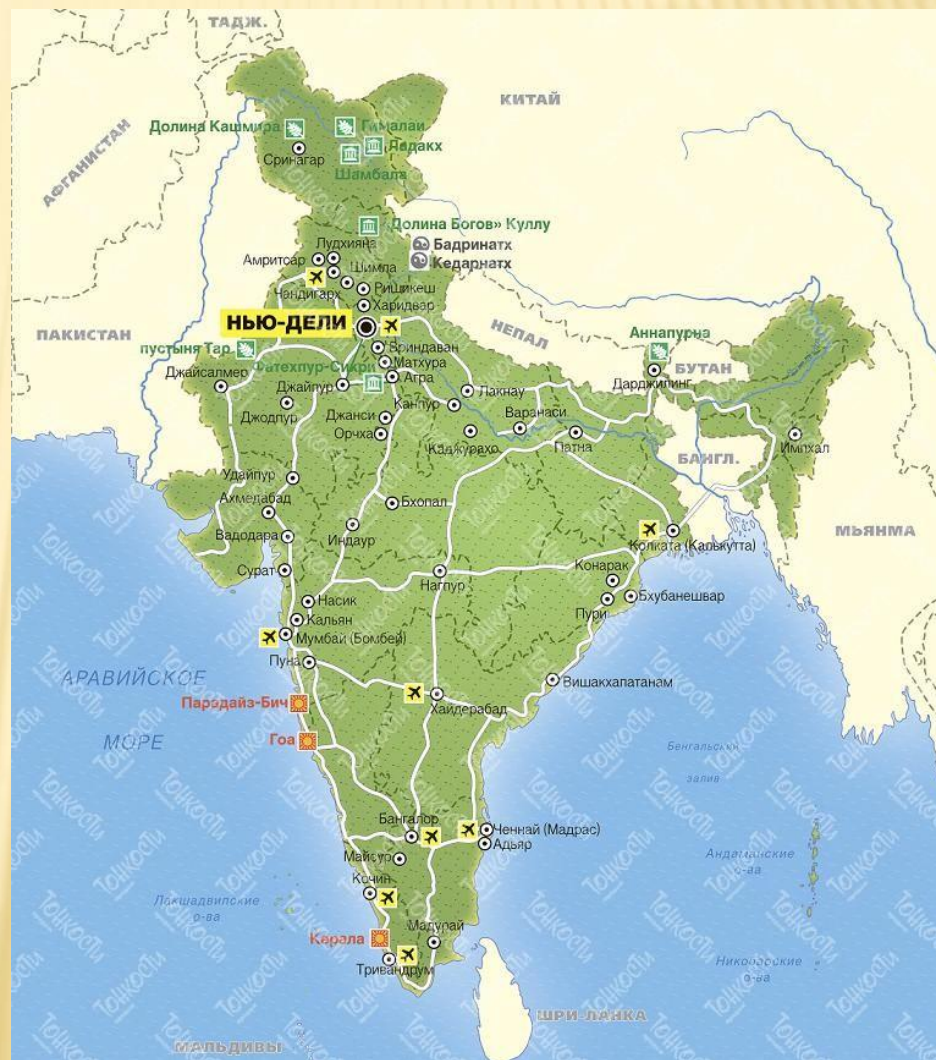 ТАДЖ.
КИТАЙ
АФГАНИСТАН
Долина Кашмира
Гималаи
Ладакх
Сринагар
Шамбала
«Долина Богов» Куллу
Лудхияна
Бадринатх
Амритсар
Шимла
Кедарнатх
Чандигарх
Ришикеш
Харидвар
ПАКИСТАН
НЬЮ-ДЕЛИ
НЕПАЛ
Аннапурна
пустыня Тар
Вриндаван
Матхура
БУТАН
Джайсалмер
Фатехпур-Сикри
Агра
Дарджилинг
Джайпур
Лакнау
Джодпур
Джанси
Канпур
Варанаси
Орчха
Каджурахо
Патна
БАНГЛ.
Импхал
Удайпур
Ахмедабад
Бхопал
МЬЯНМА
Вадодара
Индаур
Колката (Калькутта)
Сурат
Нагпур
Конарак
Насик
Пури
Бхубанешвар
Кальян
Мумбаи (Бомбей)
Пуна
АРАВИЙСКОЕ
МОРЕ
Парадайз-Бич
Хайдерабад
Вишакхапатанам
Гоа
Бенгальский
залив
Бангалор
Ченнай (Мадрас)
Адьяр
Майсур
Андаманские
о-ва
Кочин
Лакшадвипские
о-ва
Керала
Мадурай
Тривандрум
Никобарские
о-ва
ШРИ-ЛАНКА
МАЛЬДИВЫ
Тонкости